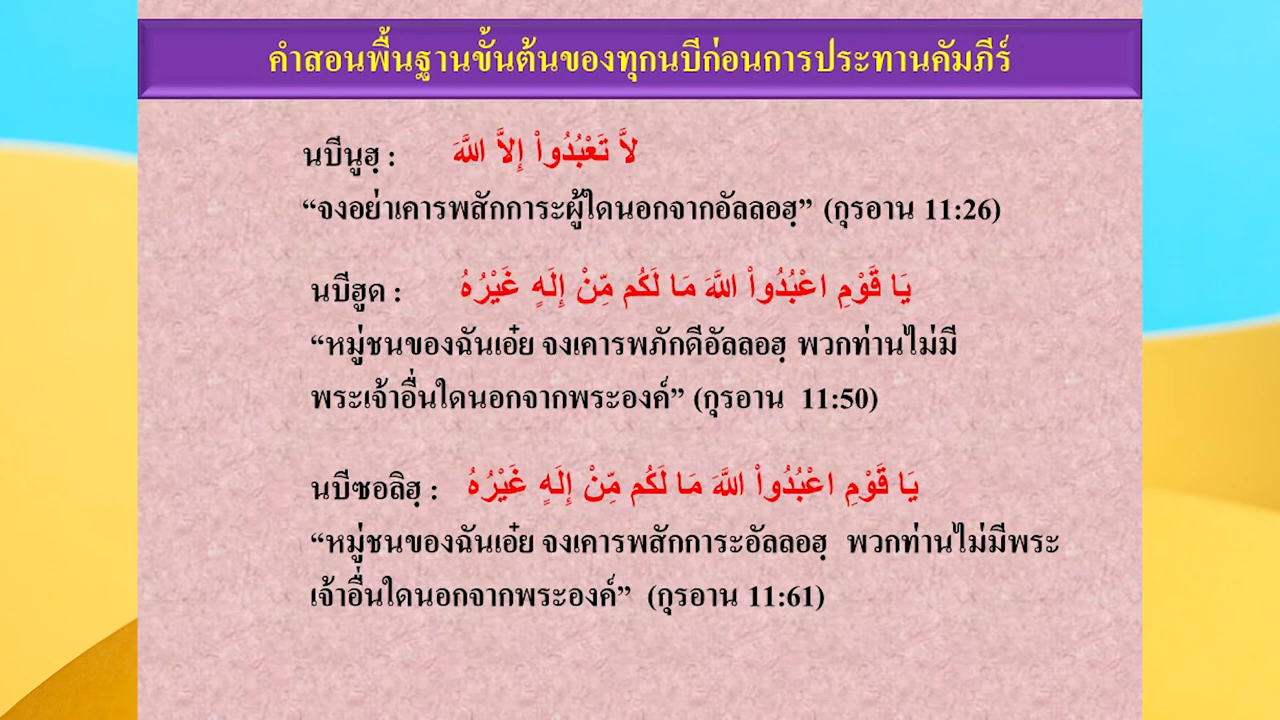 คำสอนพื้นฐานขั้นต้นของทุกนบีก่อนการประทานคัมภีร์
นบีนูฮฺ : لاَّ تَعْبُدُواْ إِلاَّ اللَّهَ
“จงอย่าเคารพสักการะผู้ใดนอกจากอัลลอฮฺ” (กุรอาน 11:26)
นบีฮูด : يَا قَوْمِ اعْبُدُواْ اللَّهَ مَا لَكُم مِّنْ إِلَهٍ غَيْرُهُ
“หมู่ชนของฉันเอ๋ย จงเคารพภักดีอัลลอฮฺ พวกท่านไม่มี
พระเจ้าอื่นใดนอกจากพระองค์” (กุรอาน 11:50)
นบีซอลิฮฺ : يَا قَوْمِ اعْبُدُواْ اللَّهَ مَا لَكُم مِّنْ إِلَهٍ غَيْرُهُ
“หมู่ชนของฉันเอ๋ย จงเคารพสักการะอัลลอฮฺ พวกท่านไม่มีพระ
เจ้าอื่นใดนอกจากพระองค์” (กุรอาน 11:61)